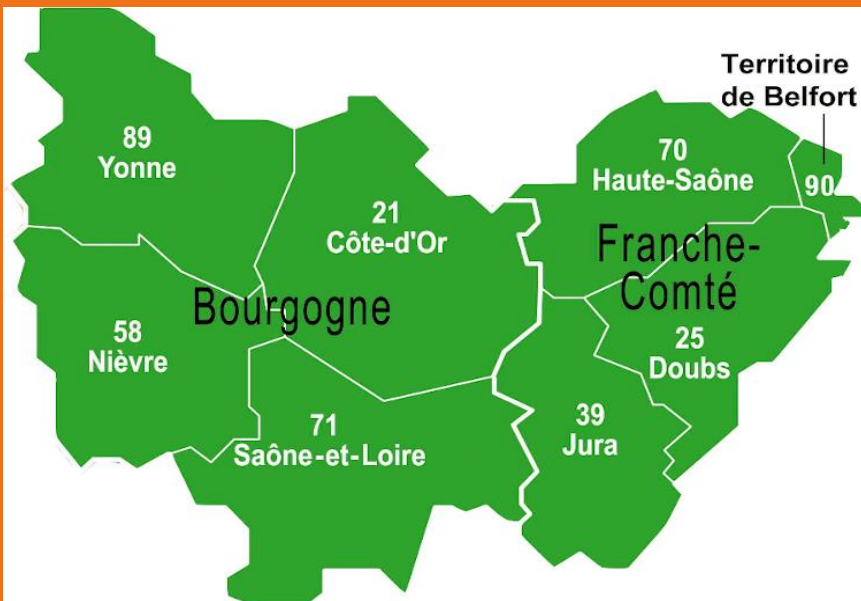 Territoire
de Belfort
89
Yonne
70
Haute-Saône
90
21
Côte-d'Or
Franche-
Comté
Bourgogne
58
Nièvre
25
Doubs
39
Jura
71
Saône-et-Loire